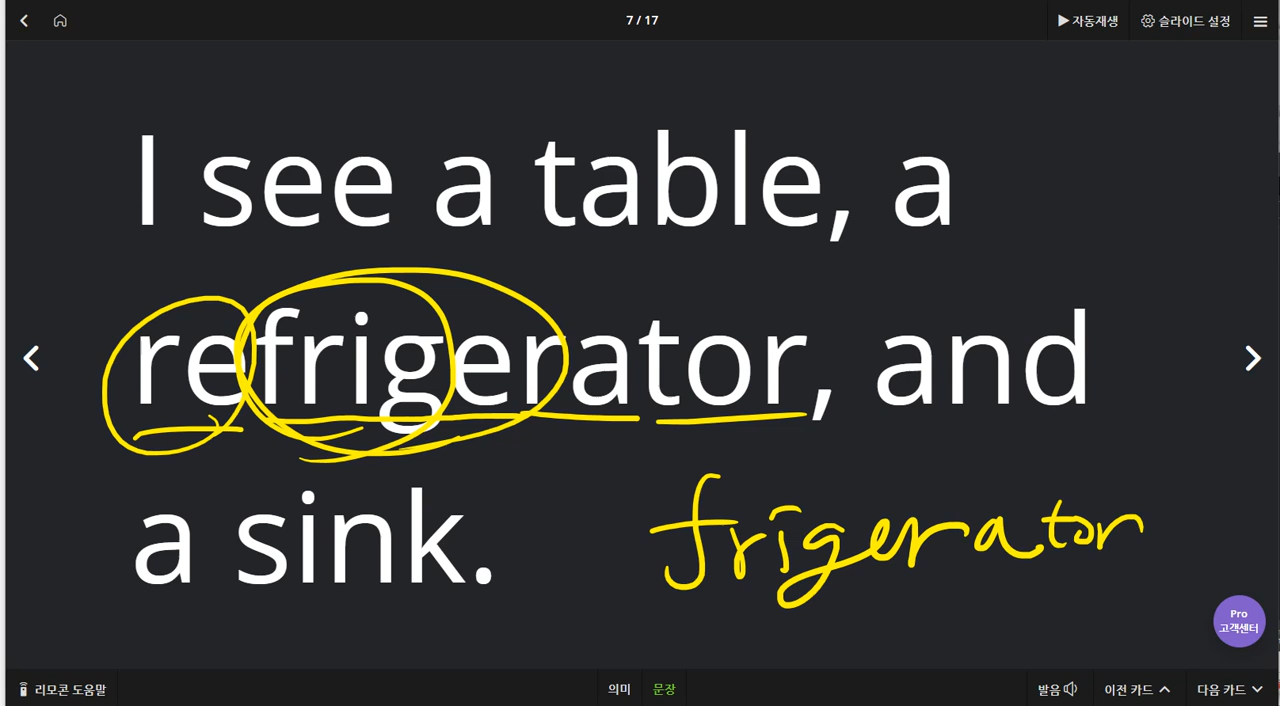 7 / 17
▶ 자동재생
슬라이드 설정
I see a table, a
refrigerator, and
a sink.
frigerator
Pro
고객센터
리모콘 도움말
의미
문장
발음
이전 카드
다음 카드